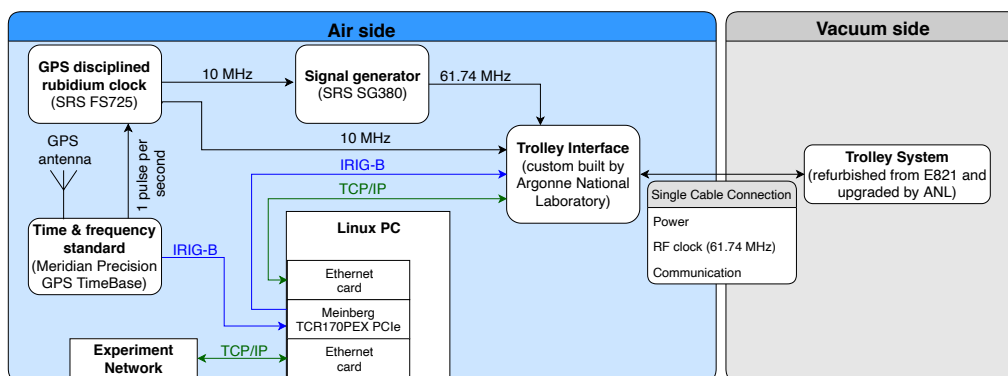 Air side
Vacuum side
GPS disciplined
rubidium clock
(SRS FS725)
10 MHz
Signal generator
(SRS SG380)
61.74 MHz
10 MHz
GPS
antenna
1 pulse per
second
IRIG-B
TCP/IP
Trolley Interface
(custom built by
Argonne National
Laboratory)
Trolley System
(refurbished from E821 and
upgraded by ANL)
Single Cable Connection
Power
RF clock (61.74 MHz)
Communication
Time & frequency
standard
(Meridian Precision
GPS TimeBase)
IRIG-B
Linux PC
Ethernet
card
Meinberg
TCR170PEX PCIe
Ethernet
card
Experiment
Network
TCP/IP